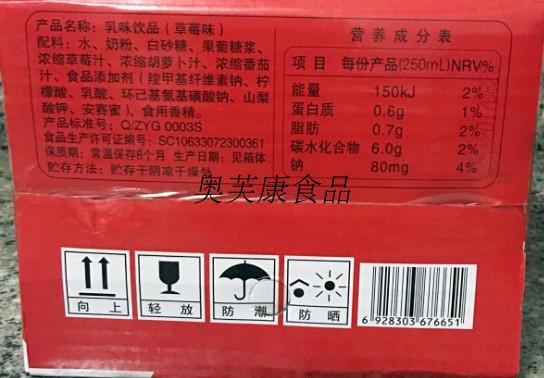 产品名称：乳味饮品（草莓味）
配料：水、奶粉、白砂糖、果葡糖浆、
浓缩草莓汁、浓缩胡萝卜汁、浓缩番茄
汁、食品添加剂（羧甲基纤维素钠、柠
檬酸、乳酸、环己基氨基磺酸钠、山梨
酸钾、安赛蜜）、食用香精。
产品标准号：Q/ZYG 0003S
食品生产许可证编号：SC10633072300361
保质期：常温保存6个月 生产日期：见箱体
贮存方法：贮存于阴凉干燥处
营养成分表
项目 每份产品(250mL) NRV%
能量 150kJ 2%
蛋白质 0.6g 1%
脂肪 0.7g 2%
碳水化合物 6.0g 2%
钠 80mg 4%
奥芙康食品
向上 轻放 防潮 防晒
6 928303 676651